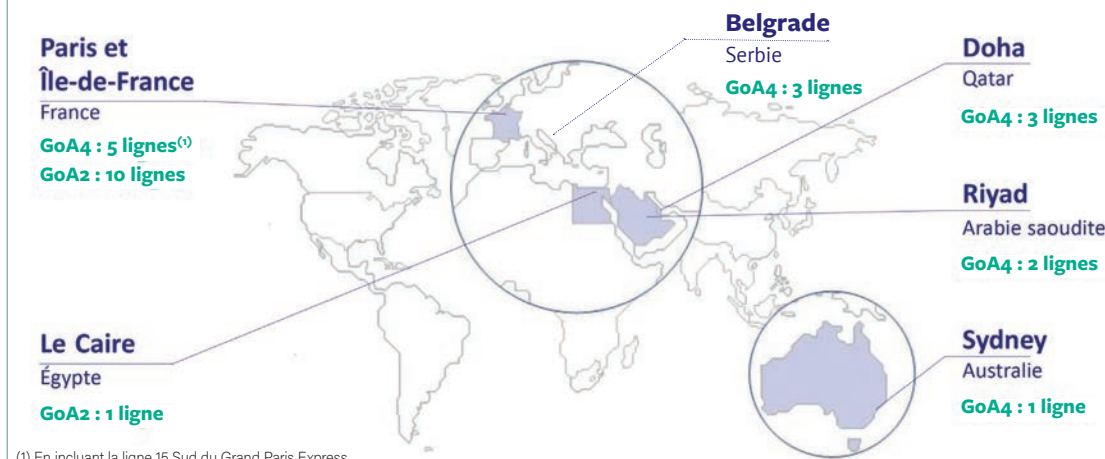 Paris et
Île-de-France
France
GoA4 : 5 lignes⁽¹⁾
GoA2 : 10 lignes
Belgrade
Serbie
GoA4 : 3 lignes
Doha
Qatar
GoA4 : 3 lignes
Riyad
Arabie saoudite
GoA4 : 2 lignes
Le Caire
Égypte
GoA2 : 1 ligne
Sydney
Australie
GoA4 : 1 ligne
(1) En incluant la ligne 15 Sud du Grand Paris Express